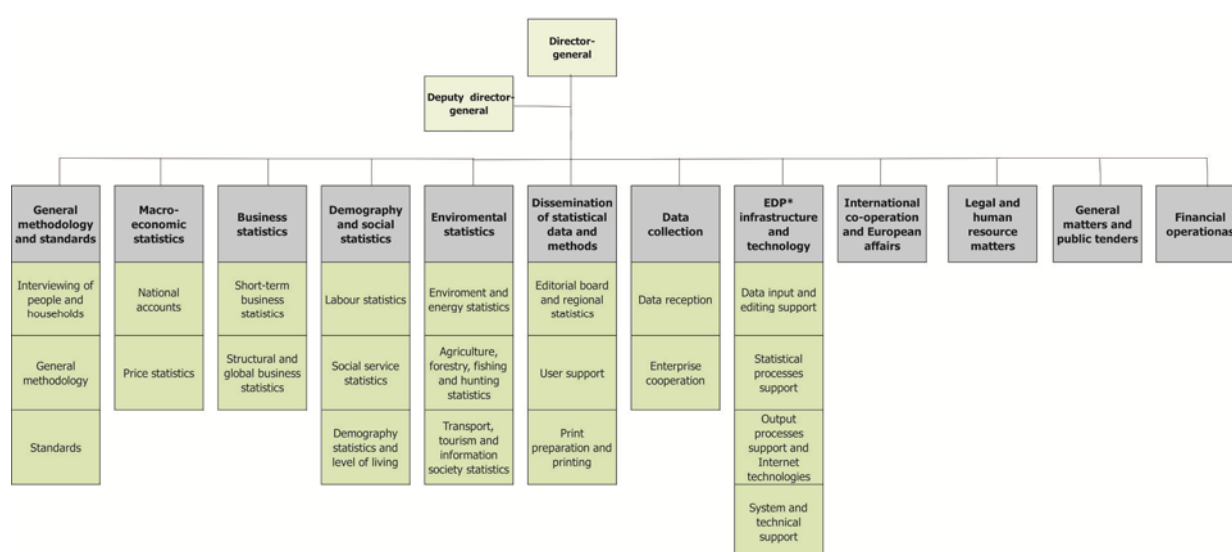 Director-
general
Deputy director-
general
General
methodology
and standards
Macro-
economic
statistics
Business
statistics
Demography
and social
statistics
Enviromental
statistics
Dissemination
of statistical
data and
methods
Data
collection
EDP*
infrastructure
and
technology
International
co-operation
and European
affairs
Legal and
human
resource
matters
General
matters and
public tenders
Financial
operationas
Interviewing of
people and
households
National
accounts
Short-term
business
statistics
Labour statistics
Enviroment and
energy statistics
Editorial board
and regional
statistics
Data reception
Data input and
editing support
General
methodology
Price statistics
Structural and
global business
statistics
Social service
statistics
Agriculture,
forestry, fishing
and hunting
statistics
User support
Enterprise
cooperation
Statistical
processes
support
Standards
Demography
statistics and
level of living
Transport,
tourism and
information
society statistics
Print
preparation and
printing
Output
processes
support and
Internet
technologies
System and
technical
support